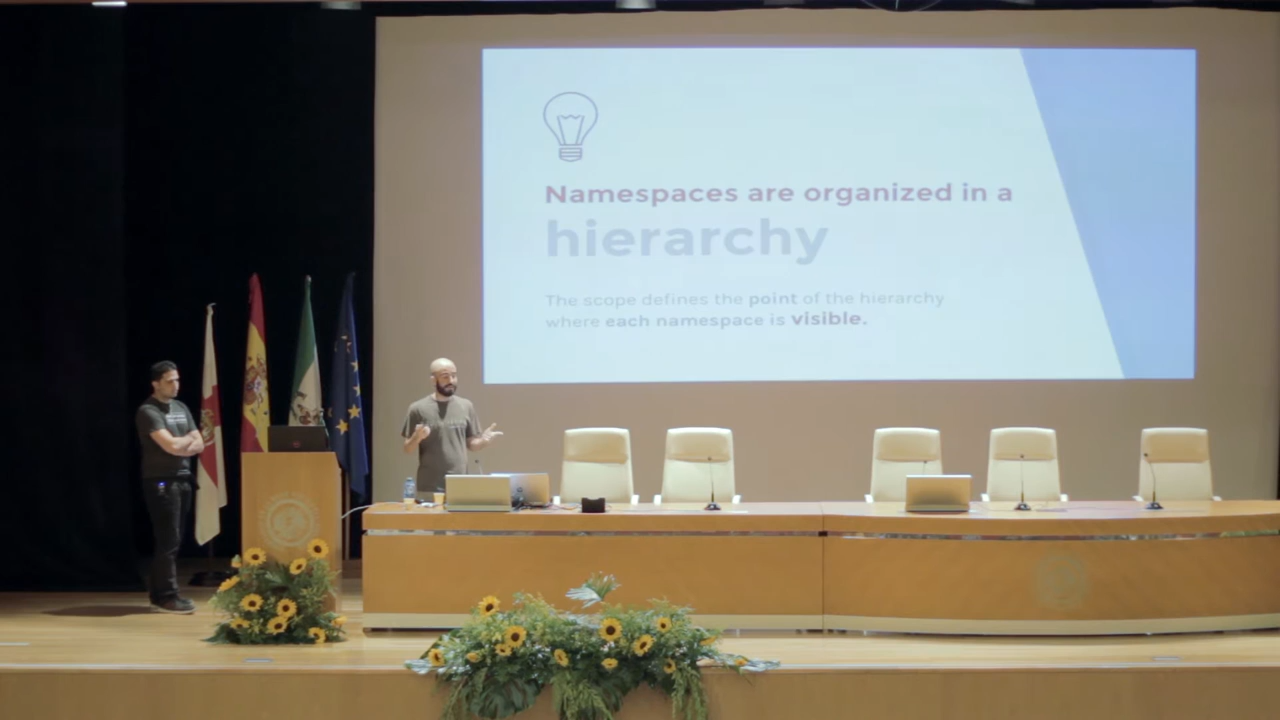 Namespaces are organized in a
hierarchy
The scope defines the point of the hierarchy
where each namespace is visible.